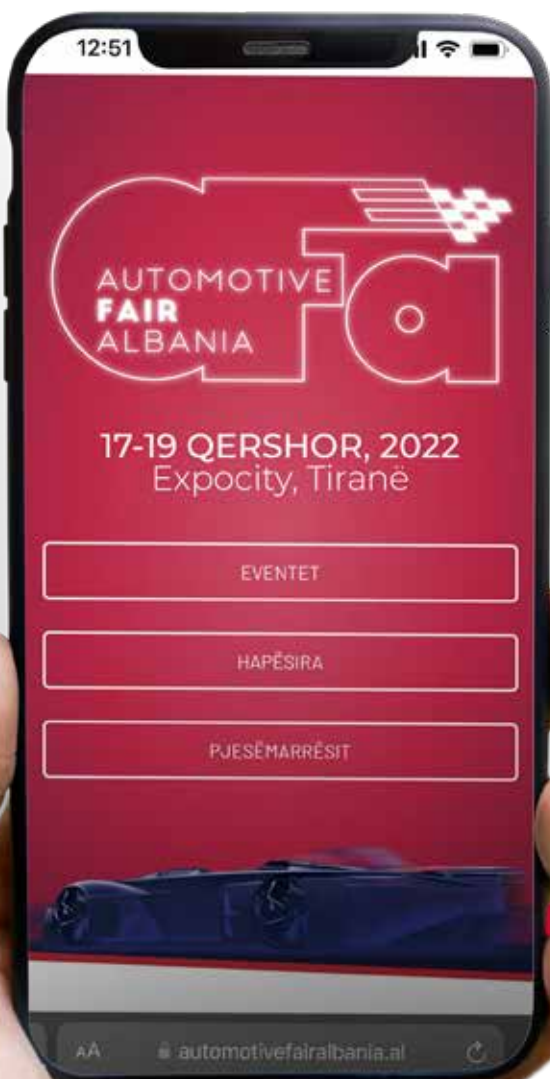 12:51
AUTOMOTIVE
FAIR
ALBANIA
17-19 QERSHOR, 2022
Expocity, Tiranë
EVENTET
HAPËSIRA
PJESËMARRËSIT
AA automotivefairalbania.al